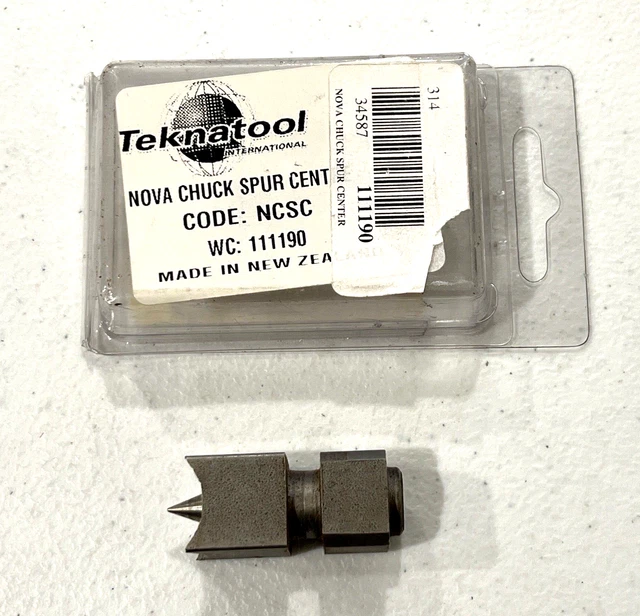 Teknatool
INTERNATIONAL
NOVA CHUCK SPUR CENT
CODE: NCSC
WC: 111190
MADE IN NEW ZEA
314
34587
111190
NOVA CHUCK SPUR CENTER